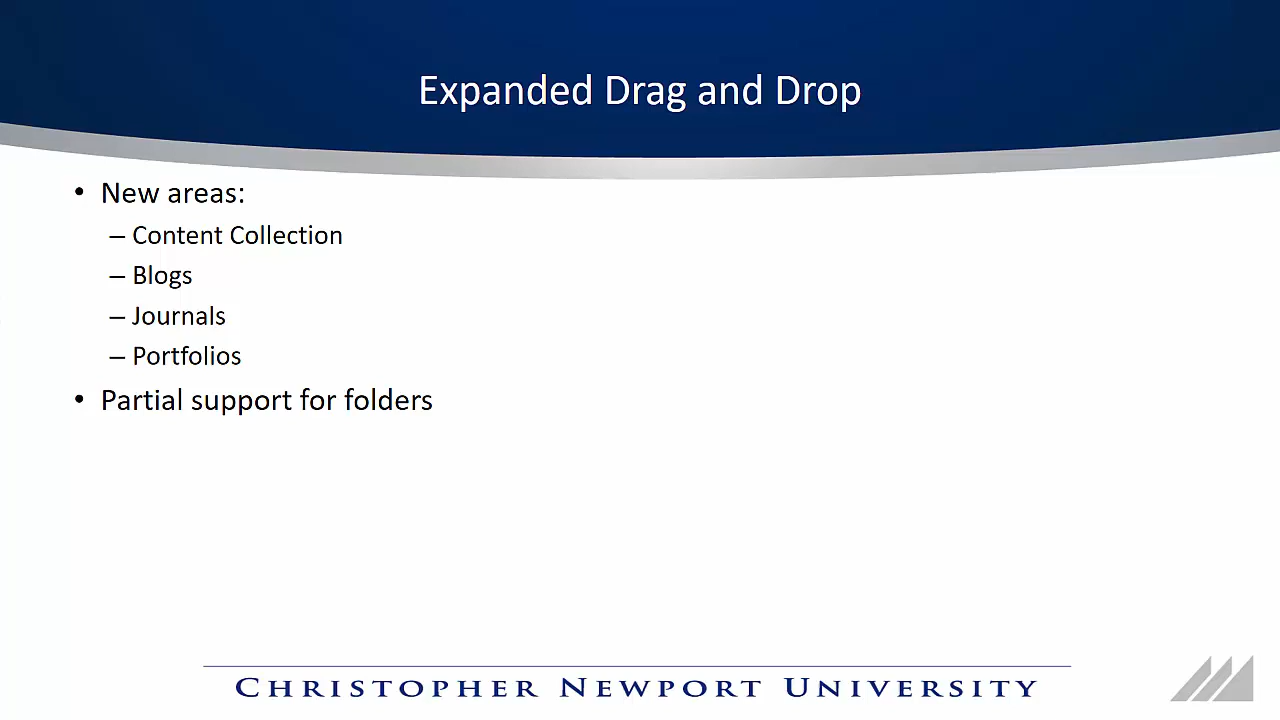 Expanded Drag and Drop
• New areas:
– Content Collection
– Blogs
– Journals
– Portfolios
• Partial support for folders
CHRISTOPHER NEWPORT UNIVERSITY